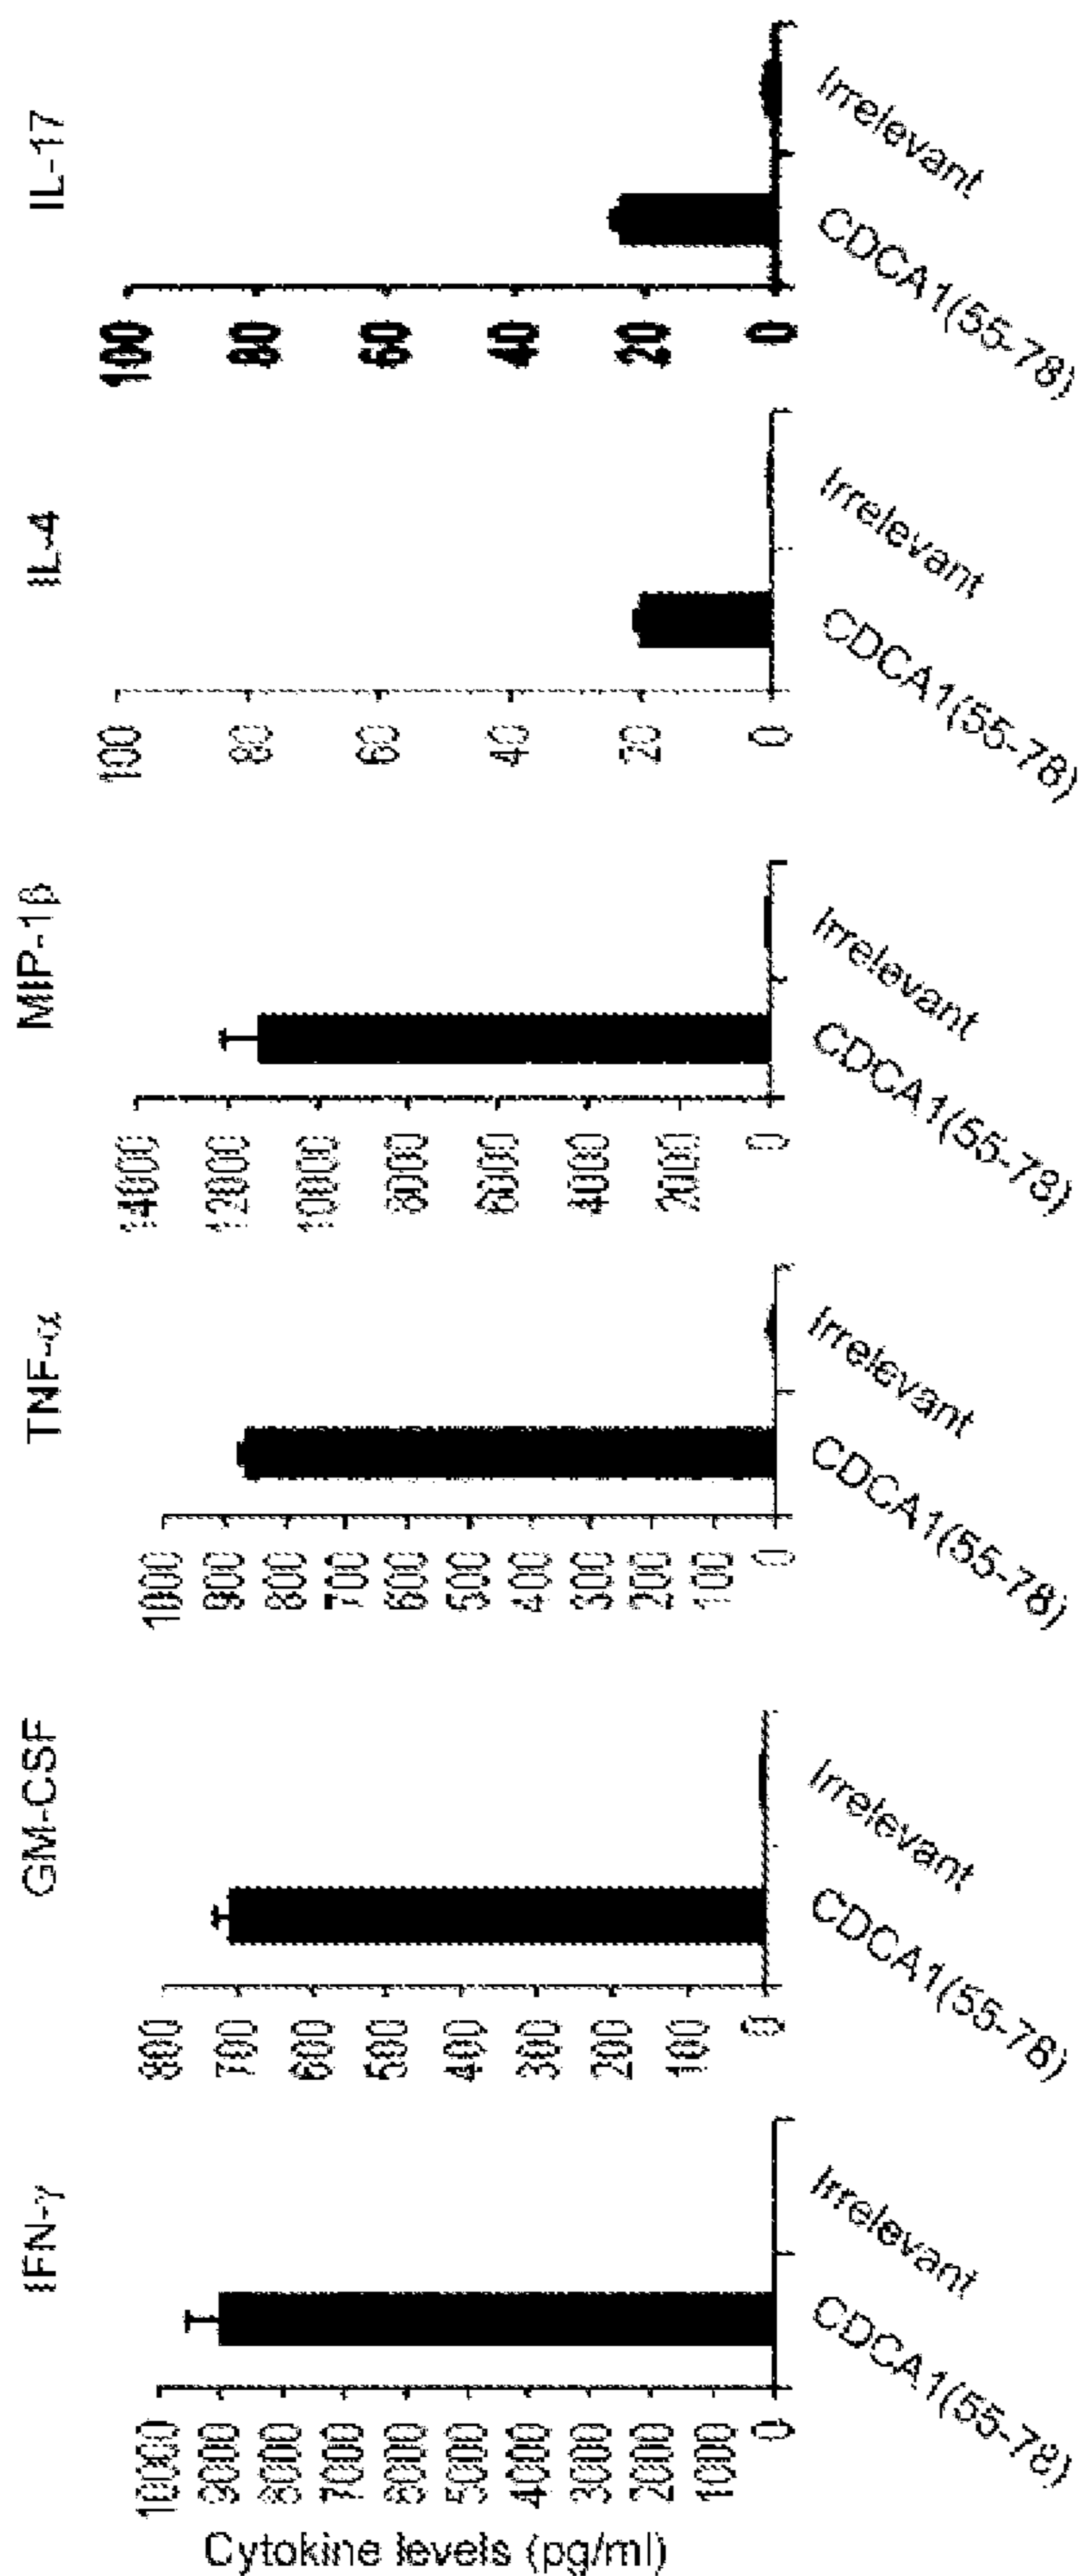 Cytokine levels (pg/ml)
IFN-γ
10000
9000
8000
7000
6000
5000
4000
3000
2000
1000
0
CDCA1(55-78)
Irrelevant
GM-CSF
800
700
600
500
400
300
200
100
0
CDCA1(55-78)
Irrelevant
TNF-α
1000
900
800
700
600
500
400
300
200
100
0
CDCA1(55-78)
Irrelevant
MIP-1β
14000
12000
10000
8000
6000
4000
2000
0
CDCA1(55-78)
Irrelevant
IL-4
100
80
60
40
20
0
CDCA1(55-78)
Irrelevant
IL-17
100
80
60
40
20
0
CDCA1(55-78)
Irrelevant